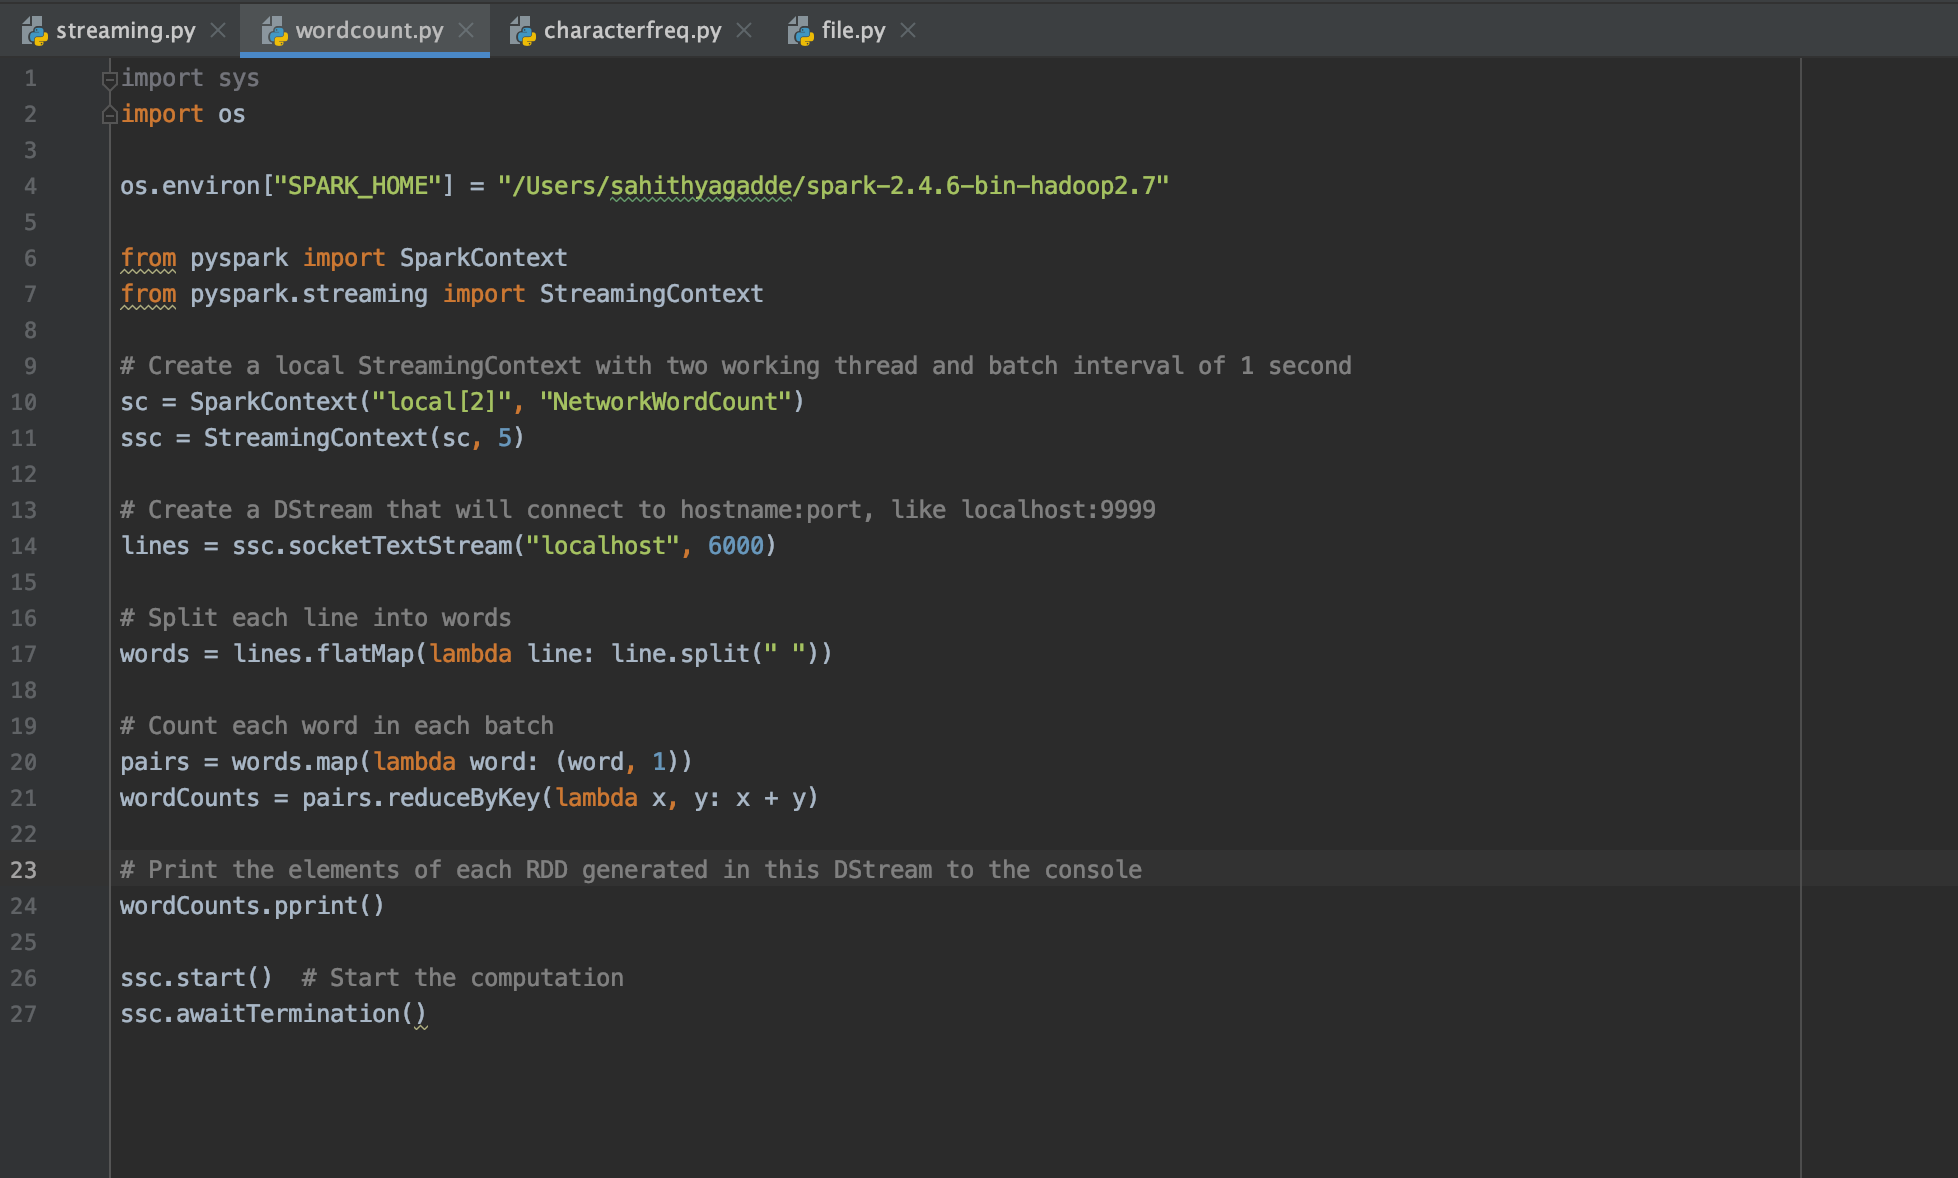 streaming.py wordcount.py characterfreq.py file.py
1 import sys
2 import os
3
4 os.environ["SPARK_HOME"] = "/Users/sahithyagadde/spark-2.4.6-bin-hadoop2.7"
5
6 from pyspark import SparkContext
7 from pyspark.streaming import StreamingContext
8
9 # Create a local StreamingContext with two working thread and batch interval of 1 second
10 sc = SparkContext("local[2]", "NetworkWordCount")
11 ssc = StreamingContext(sc, 5)
12
13 # Create a DStream that will connect to hostname:port, like localhost:9999
14 lines = ssc.socketTextStream("localhost", 6000)
15
16 # Split each line into words
17 words = lines.flatMap(lambda line: line.split(" "))
18
19 # Count each word in each batch
20 pairs = words.map(lambda word: (word, 1))
21 wordCounts = pairs.reduceByKey(lambda x, y: x + y)
22
23 # Print the elements of each RDD generated in this DStream to the console
24 wordCounts.pprint()
25
26 ssc.start()  # Start the computation
27 ssc.awaitTermination()